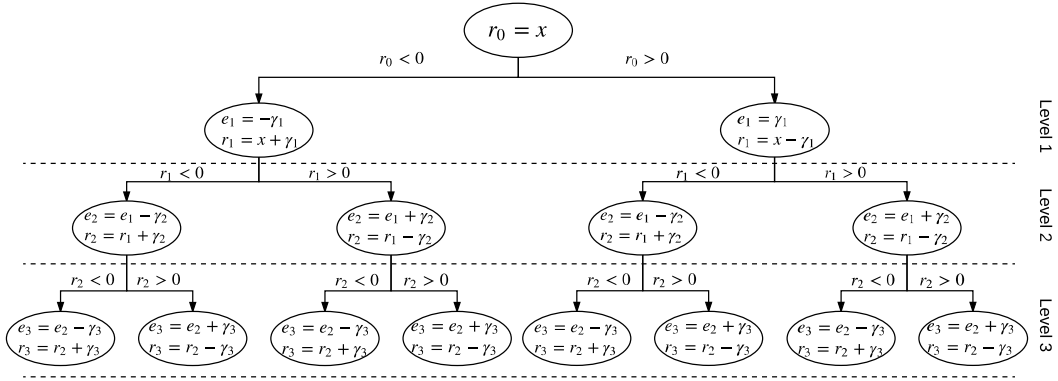 r₀ = x
r₀ < 0
r₀ > 0
e₁ = −γ₁
r₁ = x + γ₁
e₁ = γ₁
r₁ = x − γ₁
Level 1
r₁ < 0
r₁ > 0
r₁ < 0
r₁ > 0
e₂ = e₁ − γ₂
r₂ = r₁ + γ₂
e₂ = e₁ + γ₂
r₂ = r₁ − γ₂
e₂ = e₁ − γ₂
r₂ = r₁ + γ₂
e₂ = e₁ + γ₂
r₂ = r₁ − γ₂
Level 2
r₂ < 0
r₂ > 0
r₂ < 0
r₂ > 0
r₂ < 0
r₂ > 0
r₂ < 0
r₂ > 0
e₃ = e₂ − γ₃
r₃ = r₂ + γ₃
e₃ = e₂ + γ₃
r₃ = r₂ − γ₃
e₃ = e₂ − γ₃
r₃ = r₂ + γ₃
e₃ = e₂ + γ₃
r₃ = r₂ − γ₃
e₃ = e₂ − γ₃
r₃ = r₂ + γ₃
e₃ = e₂ + γ₃
r₃ = r₂ − γ₃
e₃ = e₂ − γ₃
r₃ = r₂ + γ₃
e₃ = e₂ + γ₃
r₃ = r₂ − γ₃
Level 3